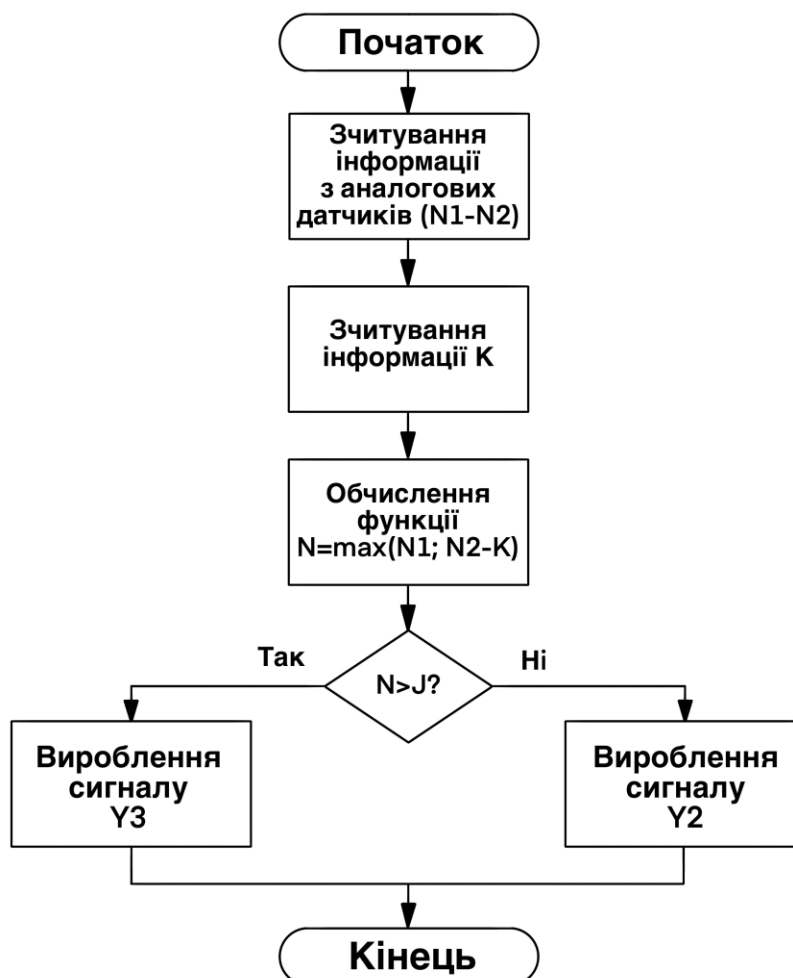 Початок
Зчитування
інформації
з аналогових
датчиків (N1-N2)
Зчитування
інформації К
Обчислення
функції
N=max(N1; N2-K)
Так
N>J?
Ні
Вироблення
сигналу
Y3
Вироблення
сигналу
Y2
Кінець